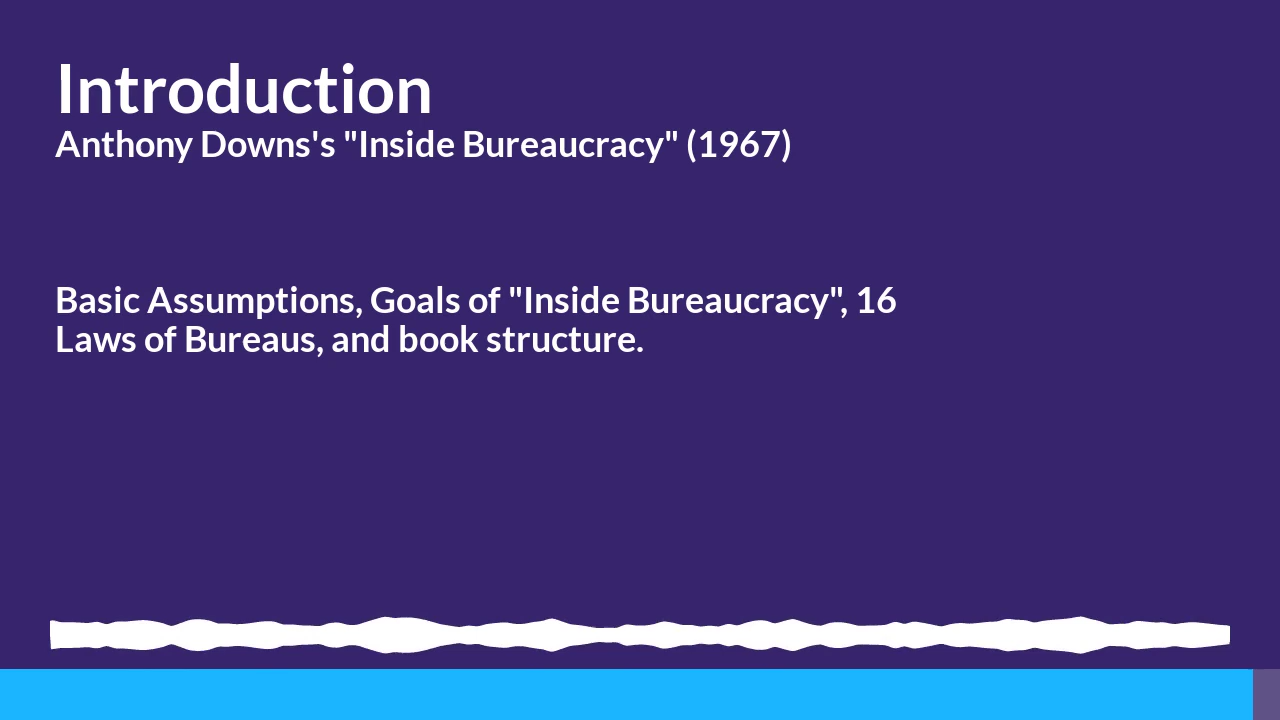 Introduction
Anthony Downs's "Inside Bureaucracy" (1967)
Basic Assumptions, Goals of "Inside Bureaucracy", 16
Laws of Bureaus, and book structure.